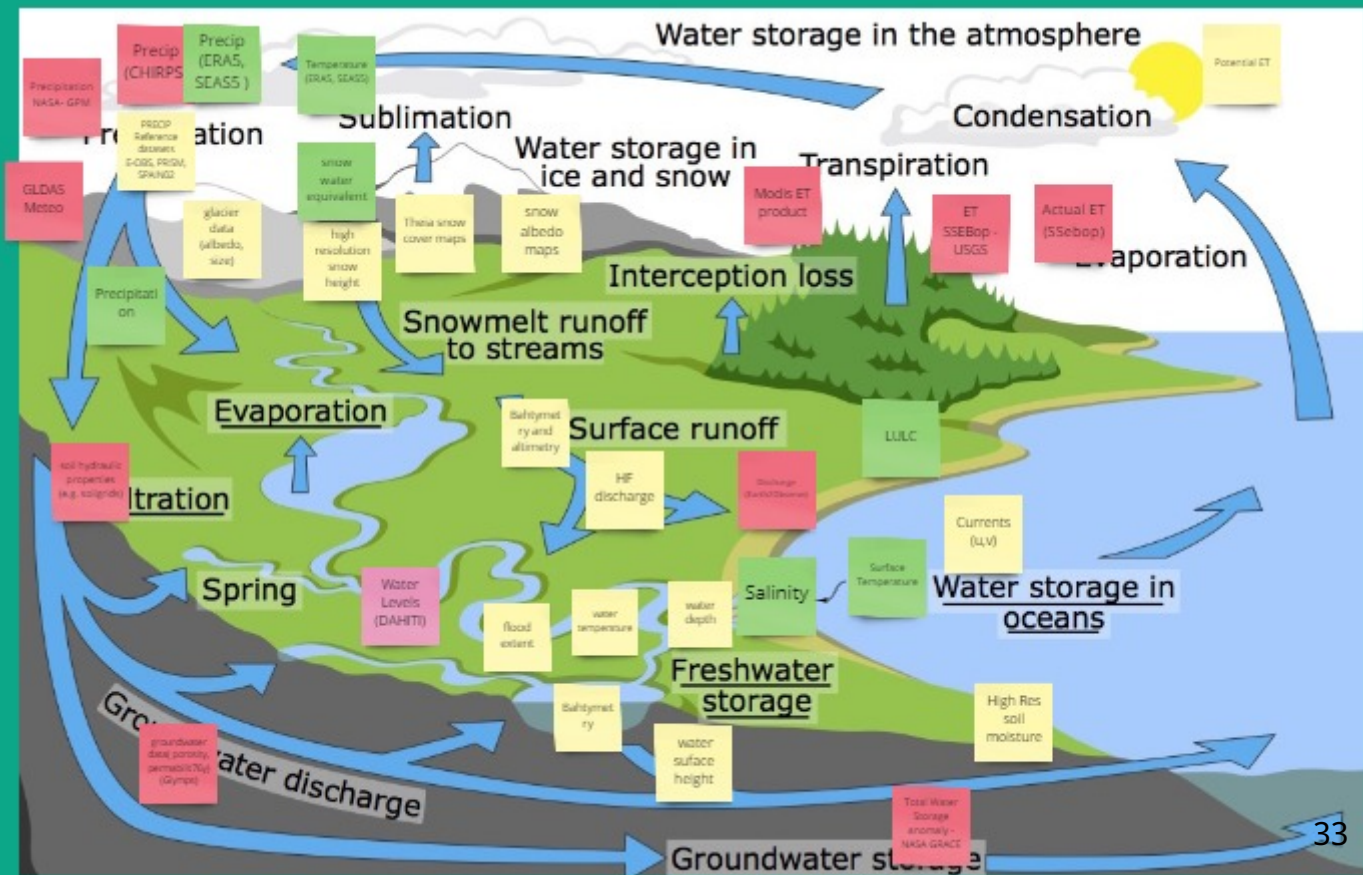 Water storage in the atmosphere
Precip
(CHIRPS
Precip
(ERA5,
SEAS5 )
Temperature
(ERA5, SEAS5)
Potential ET
Precipitation
NASA- GPM
PRECIP
Reference
datasets
E-OBS, PRISM,
SPAIN02
Sublimation
Condensation
Water storage in
ice and snow
Transpiration
GLDAS
Meteo
snow
water
equivalent
glacier
data
(albedo,
size)
high
resolution
snow
height
Theia snow
cover maps
snow
albedo
maps
Modis ET
product
ET
SSEBop -
USGS
Actual ET
(SSebop)
Evaporation
Interception loss
Precipitati
on
Snowmelt runoff
to streams
Evaporation
Bahtymet
ry and
altimetry
Surface runoff
LULC
soil hydraulic
properties
(e.g. soilgrids)
ltration
HF
discharge
Discharge
Currents
(u,v)
Spring
Water
Levels
(DAHITI)
flood
extent
water
temperature
water
depth
Salinity
Surface
Temperature
Water storage in
oceans
Freshwater
storage
Bahtymet
ry
water
suface
height
High Res
soil
moisture
groundwater
data( porosity,
(Glymps)
ater discharge
Total Water
Storage
anomaly -
NASA GRACE
Groundwater storage
33